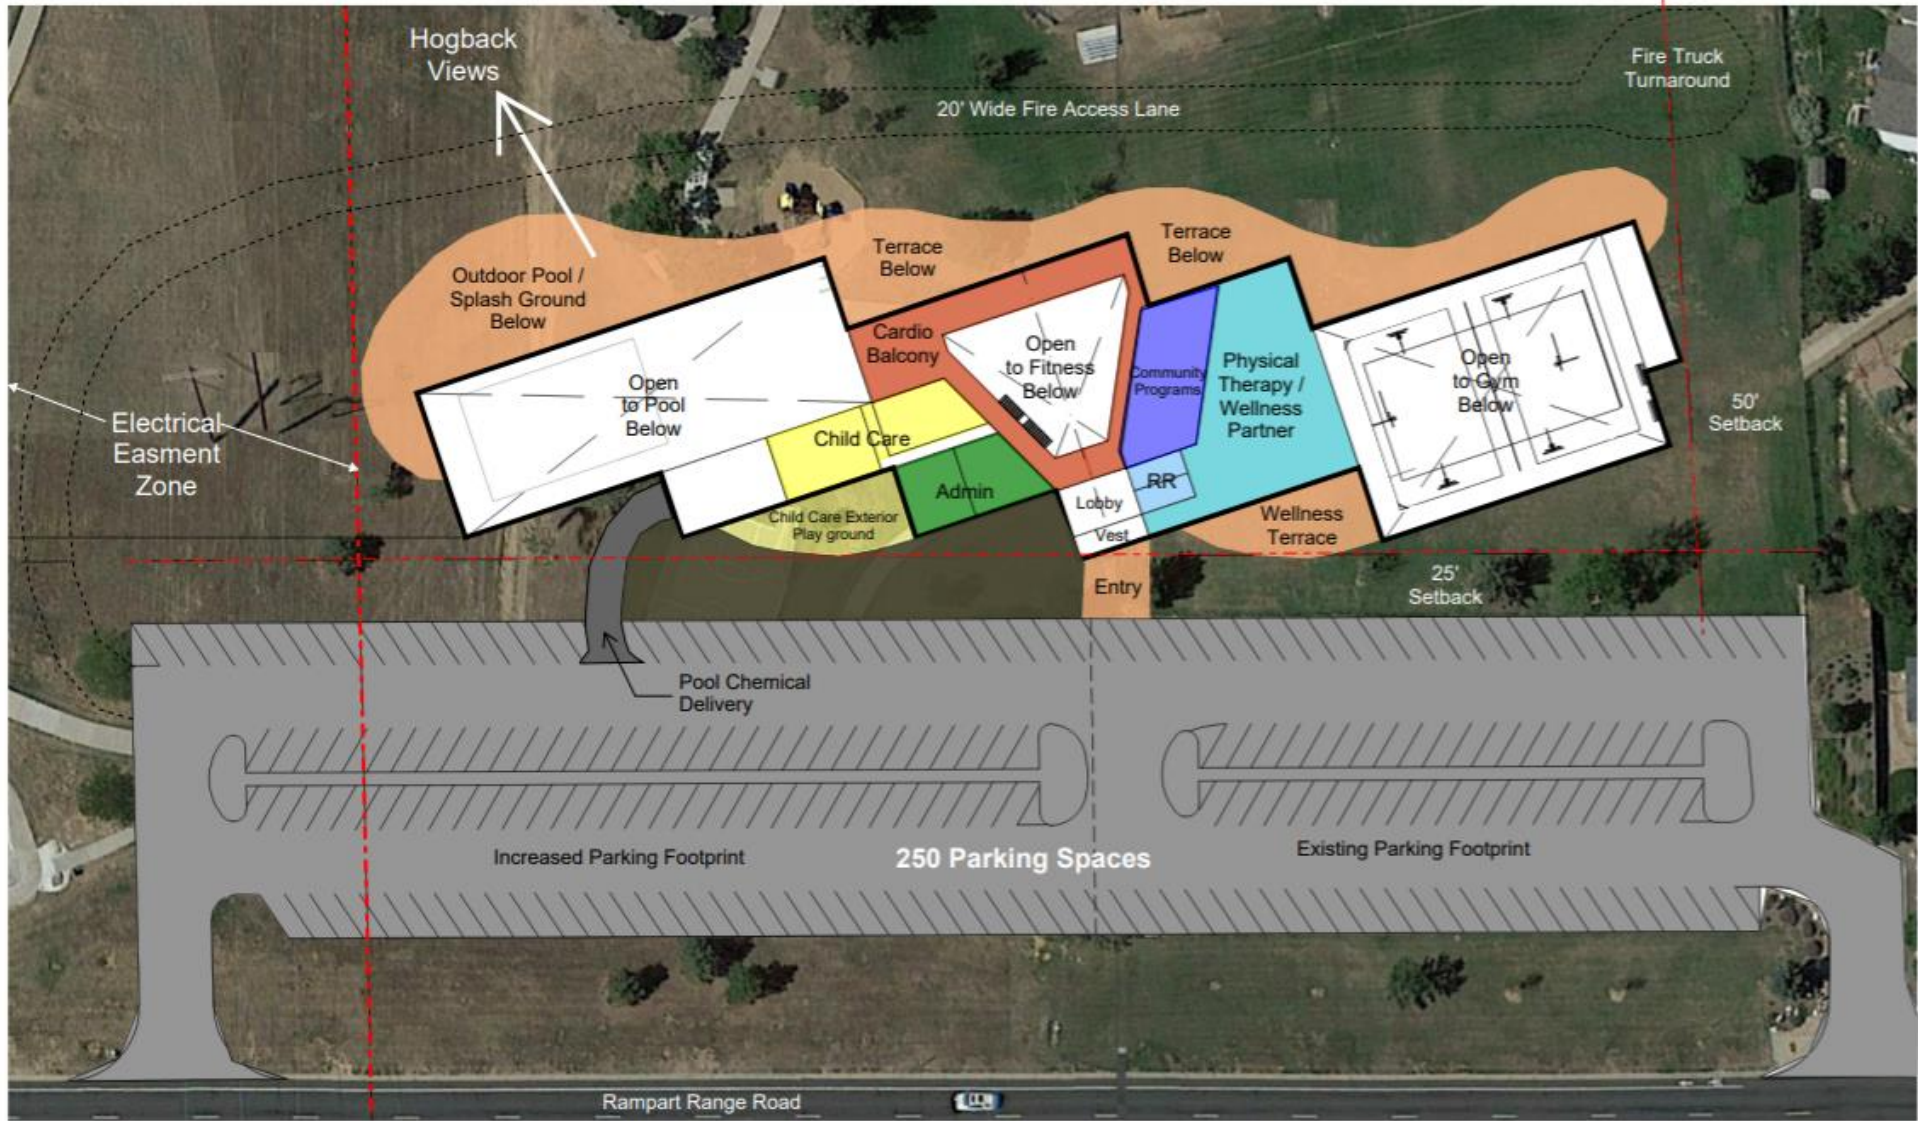 Hogback
Views
Fire Truck
Turnaround
20' Wide Fire Access Lane
Terrace
Below
Terrace
Below
Outdoor Pool /
Splash Ground
Below
Cardio
Balcony
Open
to Fitness
Below
Community
Programs
Physical
Therapy /
Wellness
Partner
Open
to Gym
Below
Open
to Pool
Below
50'
Setback
Electrical
Easment
Zone
Child Care
Admin
RR
Lobby
Vest
Child Care Exterior
Play ground
Wellness
Terrace
Entry
25'
Setback
Pool Chemical
Delivery
Increased Parking Footprint
250 Parking Spaces
Existing Parking Footprint
Rampart Range Road